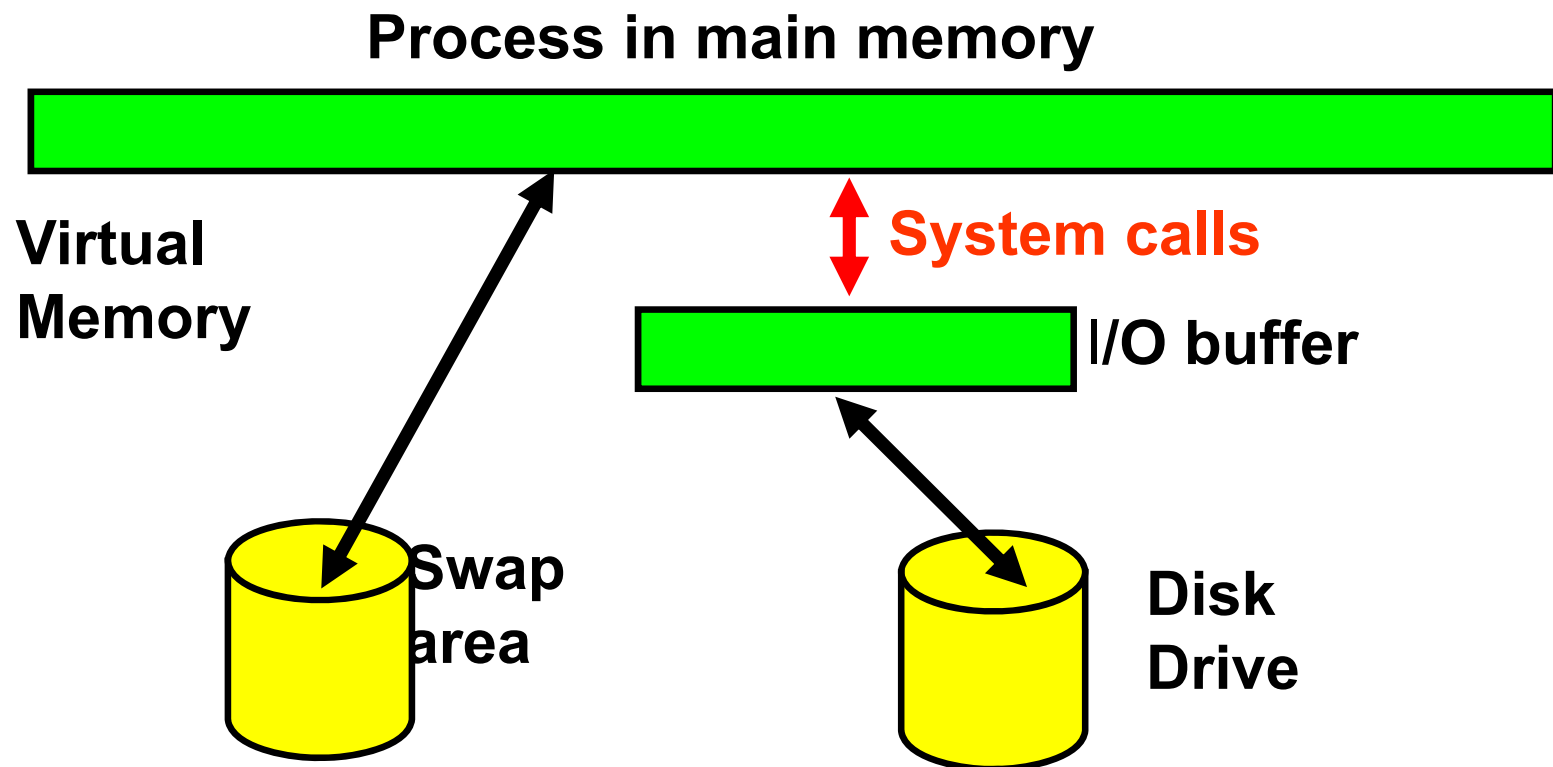 Process in main memory
Virtual
Memory
System calls
I/O buffer
Swap
area
Disk
Drive